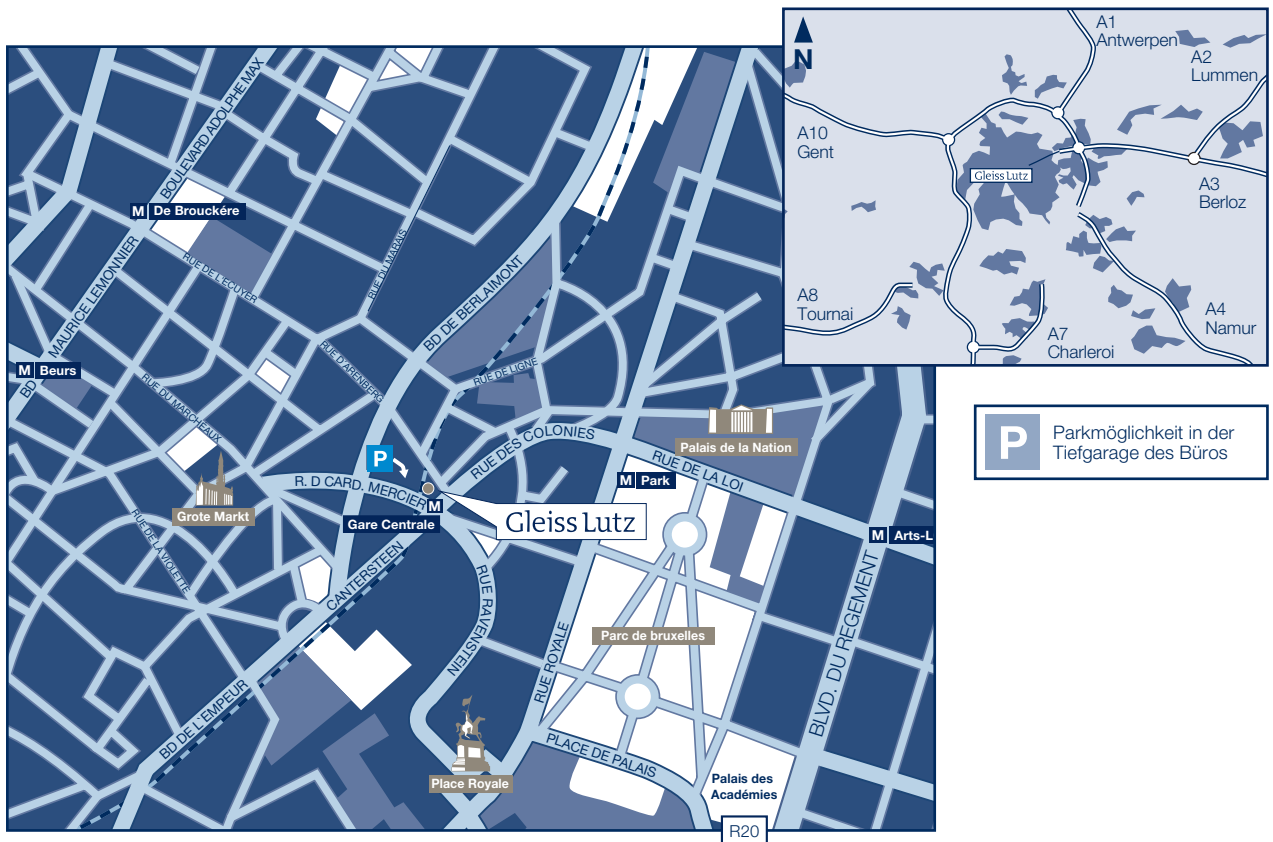 A1
Antwerpen
A2
Lummen
N
A10
Gent
Gleiss Lutz
A3
Berloz
A8
Tournai
A4
Namur
A7
Charleroi
BOULEVARD ADOLPHE MAX
M De Brouckére
BD MAURICE LEMONNIER
RUE DE L'ECUYER
RUE DU MARAIS
BD DE BERLAIMONT
M Beurs
RUE D'ARENBERG
RUE DE LIGNE
RUE DU MARCHEAUX
RUE DES COLONIES
Palais de la Nation
P Parkmöglichkeit in der
Tiefgarage des Büros
P
RUE DE LA LOI
M Park
R. D CARD. MERCIER
M
Gare Centrale
Gleiss Lutz
Grote Markt
RUE DE LA VIOLETTE
M Arts-L
CANTERSTEEN
RUE RAVENSTEIN
Parc de bruxelles
RUE ROYALE
BLVD. DU REGEMENT
BD DE L'EMPEUR
PLACE DE PALAIS
Place Royale
Palais des
Académies
R20